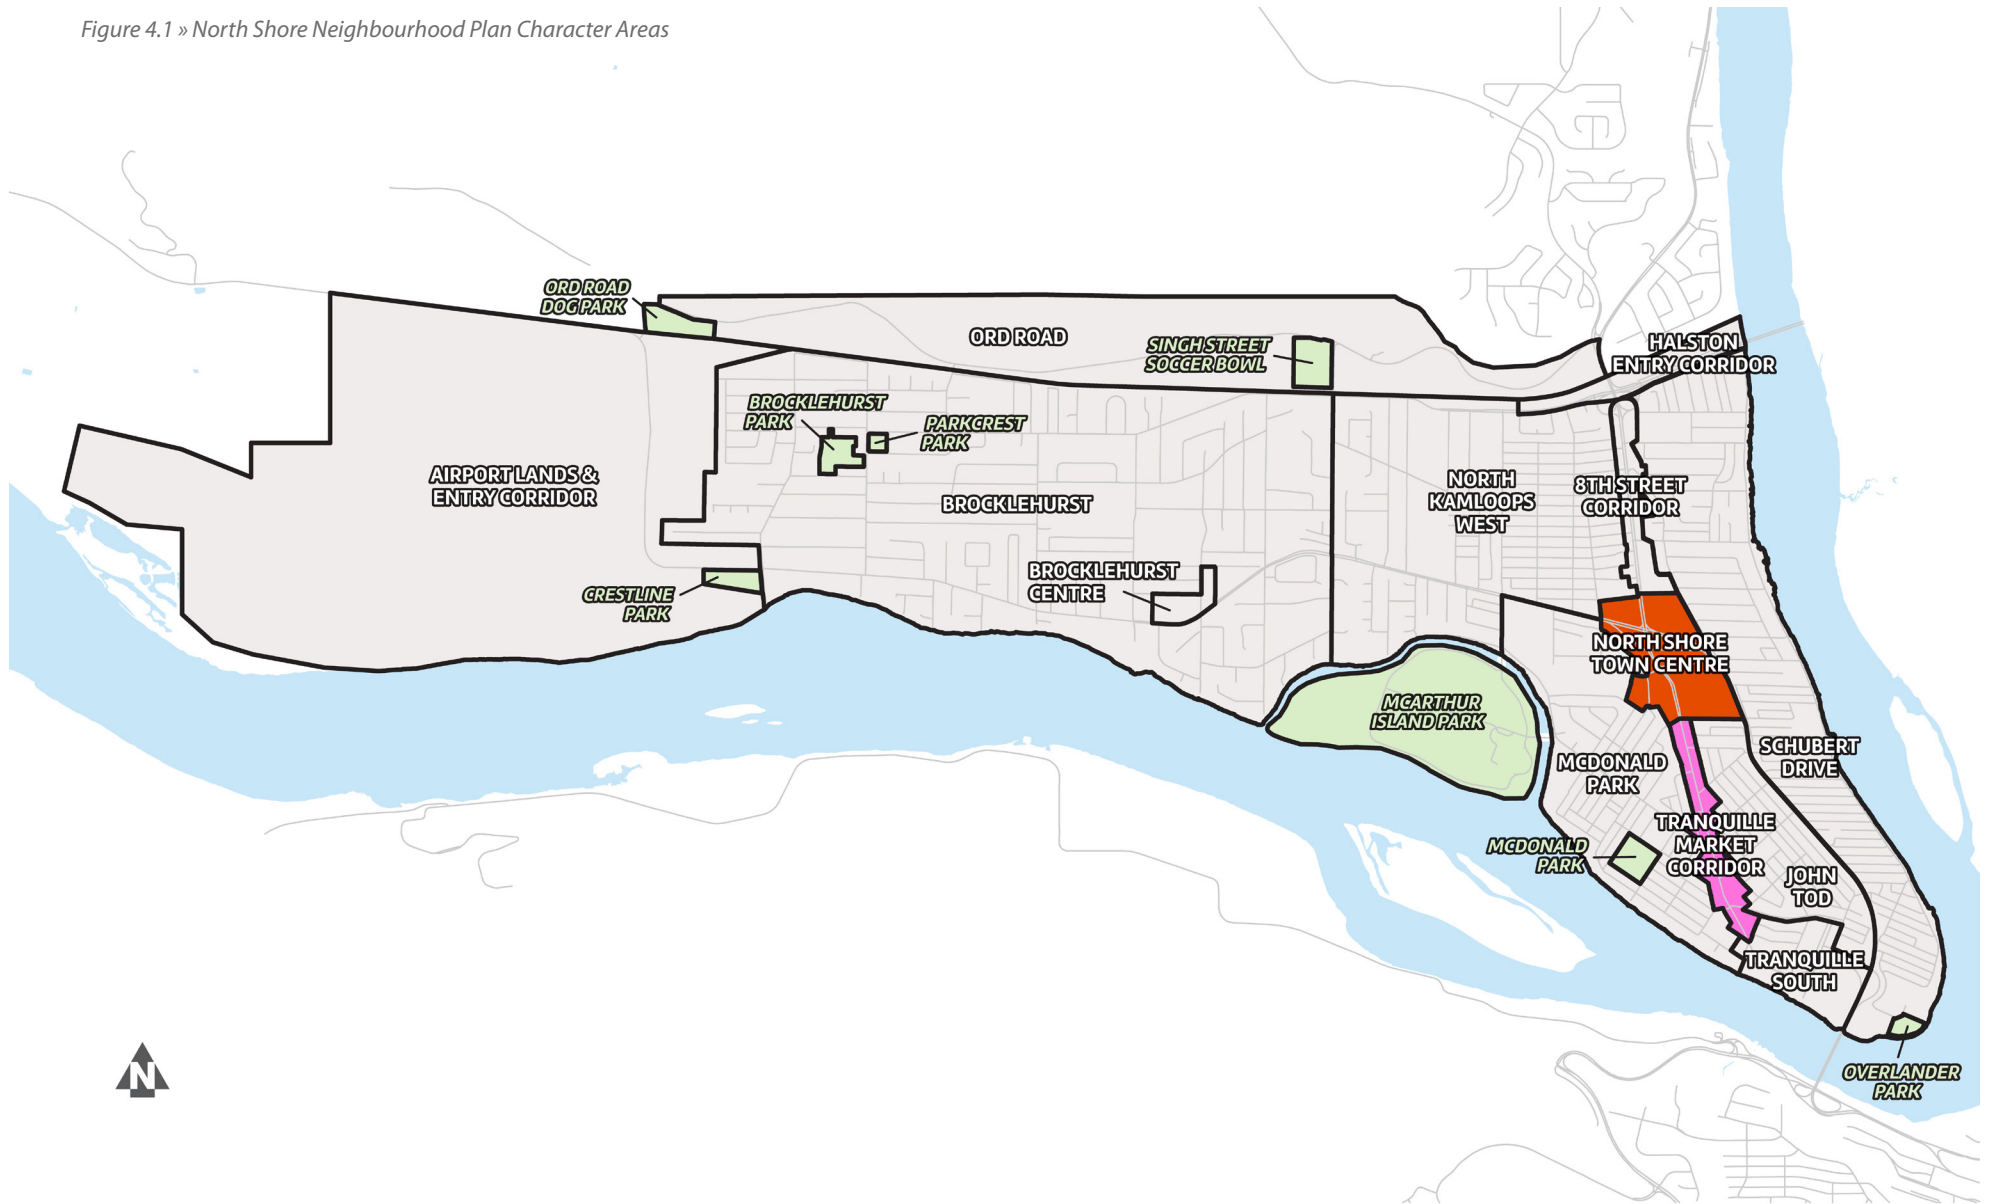 Figure 4.1 » North Shore Neighbourhood Plan Character Areas
ORD ROAD
DOG PARK
ORD ROAD
SINGH STREET
SOCCER BOWL
HALSTON
ENTRY CORRIDOR
BROCKLEHURST
PARK
PARKCREST
PARK
AIRPORT LANDS &
ENTRY CORRIDOR
BROCKLEHURST
NORTH
KAMLOOPS
WEST
8TH STREET
CORRIDOR
CRESTLINE
PARK
BROCKLEHURST
CENTRE
NORTH SHORE
TOWN CENTRE
MCARTHUR
ISLAND PARK
MCDONALD
PARK
SCHUBERT
DRIVE
TRANQUILLE
MARKET
CORRIDOR
MCDONALD
PARK
JOHN
TOD
TRANQUILLE
SOUTH
OVERLANDER
PARK
N